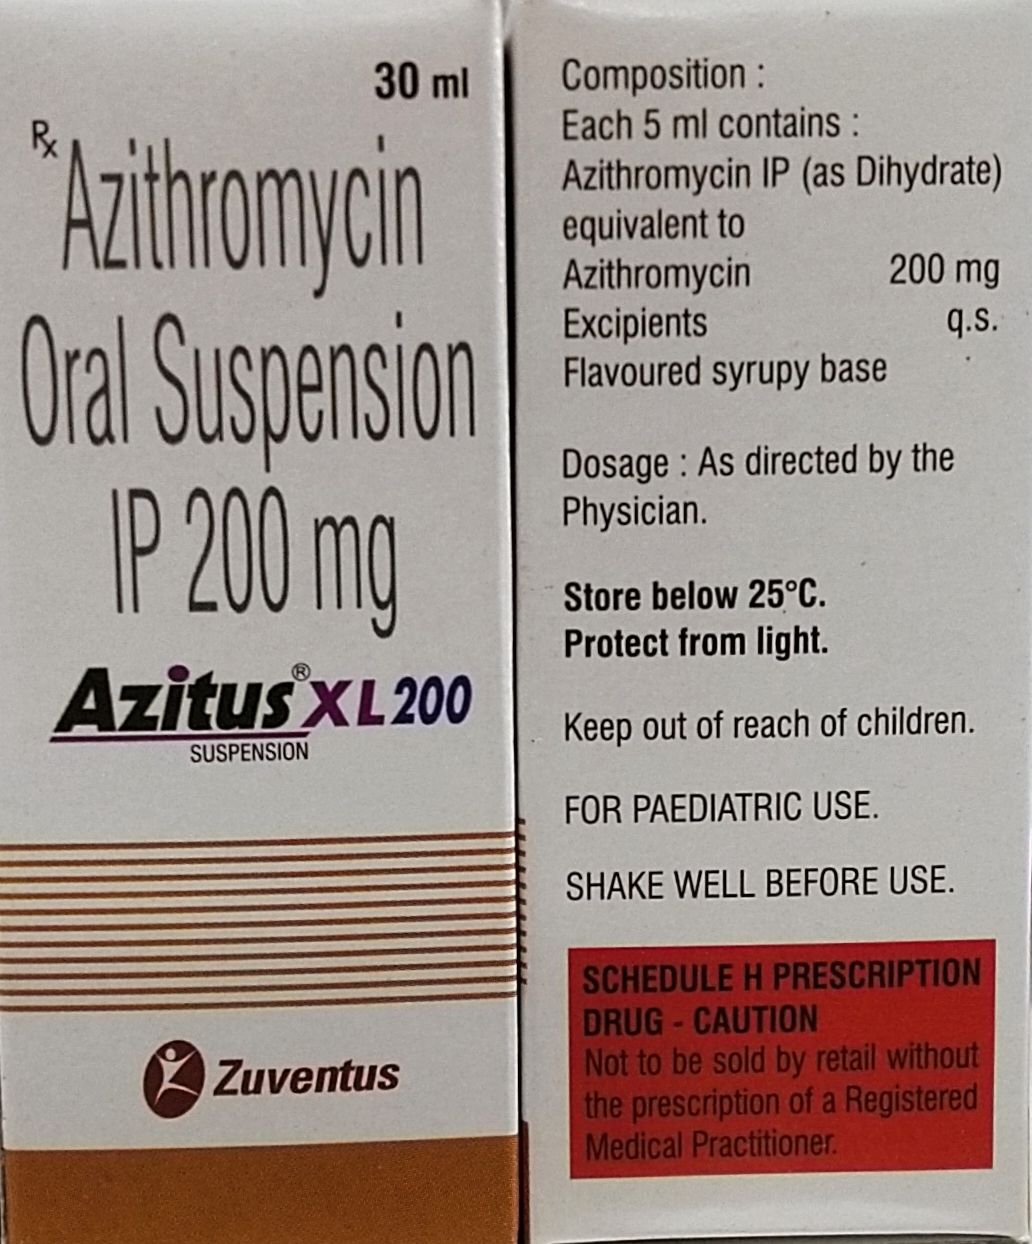 30 ml
Rx
Azithromycin
Oral Suspension
IP 200 mg
Azitus® XL 200
SUSPENSION
Zuventus
Composition :
Each 5 ml contains :
Azithromycin IP (as Dihydrate)
equivalent to
Azithromycin 200 mg
Excipients q.s.
Flavoured syrupy base
Dosage : As directed by the
Physician.
Store below 25°C.
Protect from light.
Keep out of reach of children.
FOR PAEDIATRIC USE.
SHAKE WELL BEFORE USE.
SCHEDULE H PRESCRIPTION
DRUG - CAUTION
Not to be sold by retail without
the prescription of a Registered
Medical Practitioner.